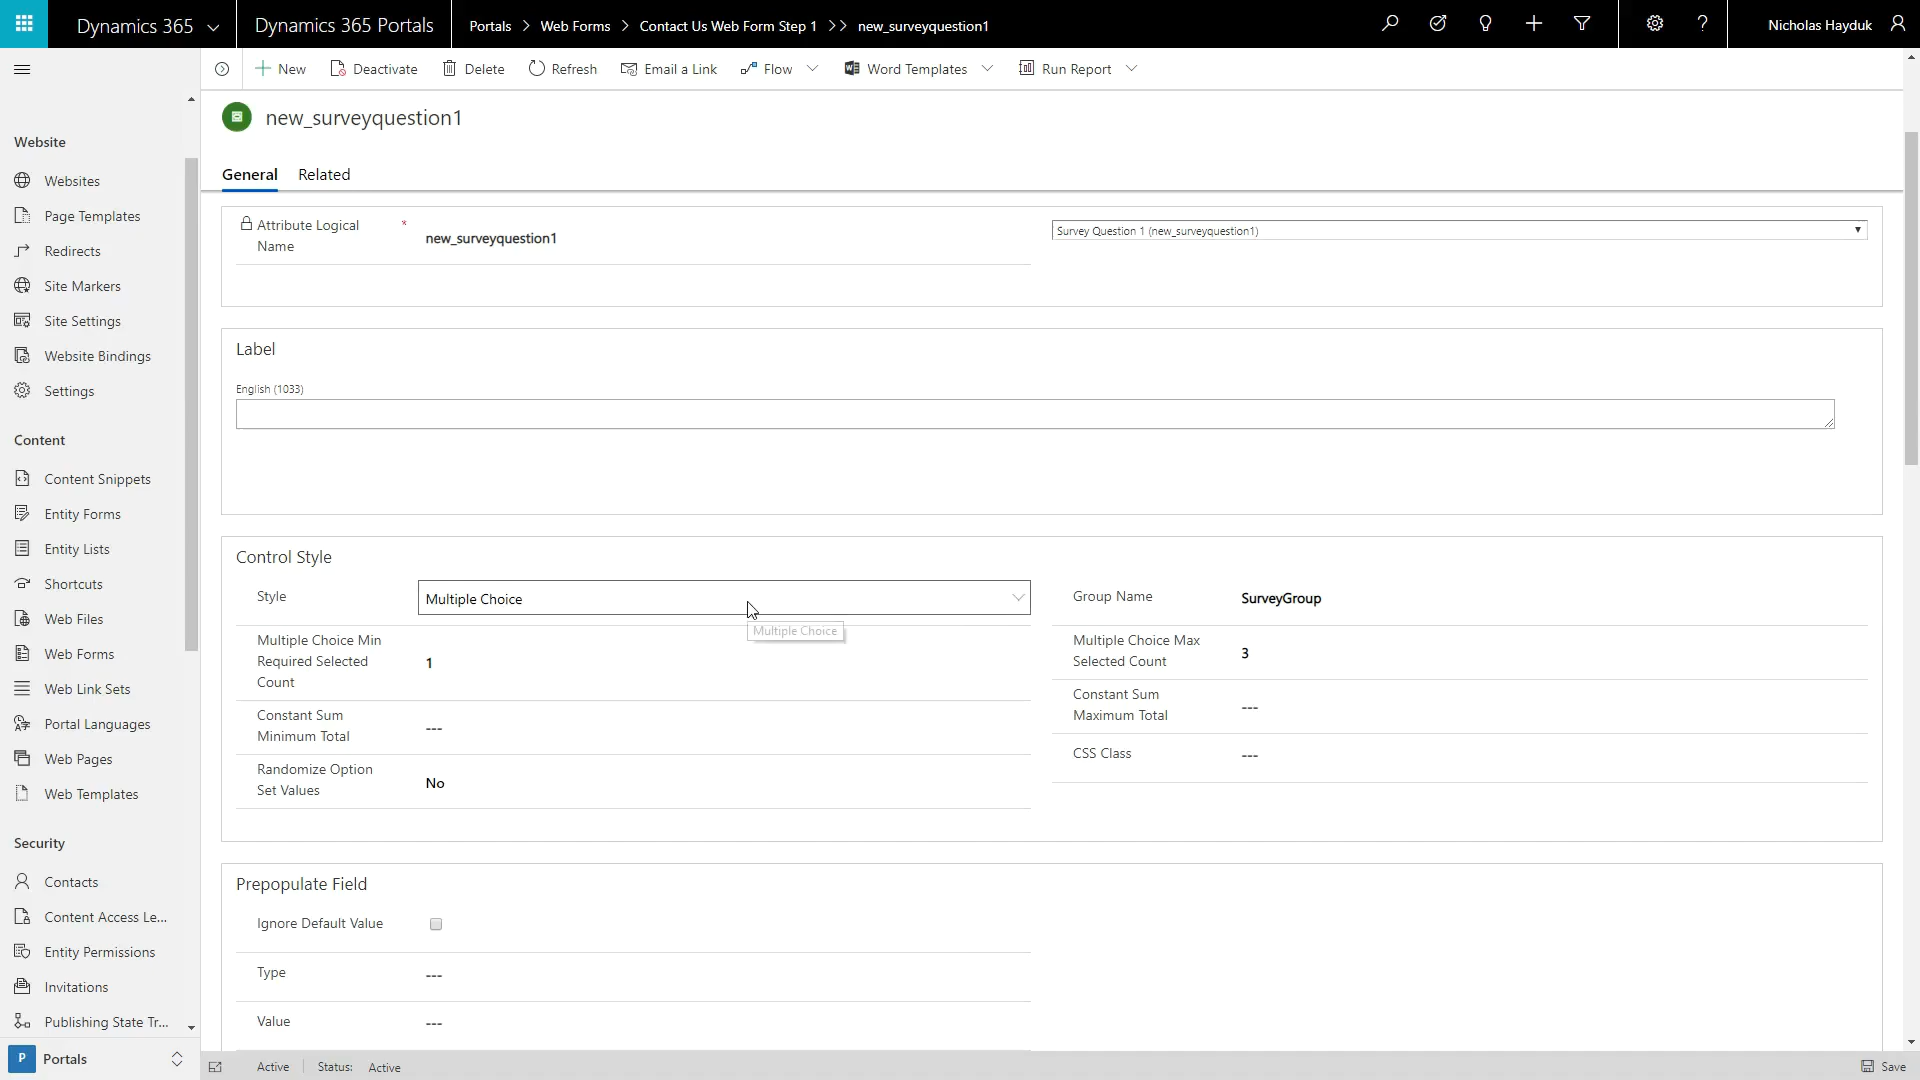 Dynamics 365
Dynamics 365 Portals
Portals > Web Forms > Contact Us Web Form Step 1 >> new_surveyquestion1
Nicholas Hayduk
New
Deactivate
Delete
Refresh
Email a Link
Flow
Word Templates
Run Report
new_surveyquestion1
General
Related
Website
Websites
Page Templates
Redirects
Site Markers
Site Settings
Website Bindings
Settings
Content
Content Snippets
Entity Forms
Entity Lists
Shortcuts
Web Files
Web Forms
Web Link Sets
Portal Languages
Web Pages
Web Templates
Security
Contacts
Content Access Le...
Entity Permissions
Invitations
Publishing State Tr...
P Portals
Attribute Logical
Name
*
new_surveyquestion1
Survey Question 1 (new_surveyquestion1)
Label
English (1033)
Control Style
Style
Multiple Choice
Multiple Choice
Group Name
SurveyGroup
Multiple Choice Min
Required Selected
Count
1
Multiple Choice Max
Selected Count
3
Constant Sum
Minimum Total
---
Constant Sum
Maximum Total
---
Randomize Option
Set Values
No
CSS Class
---
Prepopulate Field
Ignore Default Value
Type
---
Value
---
Active
Status: Active
Save